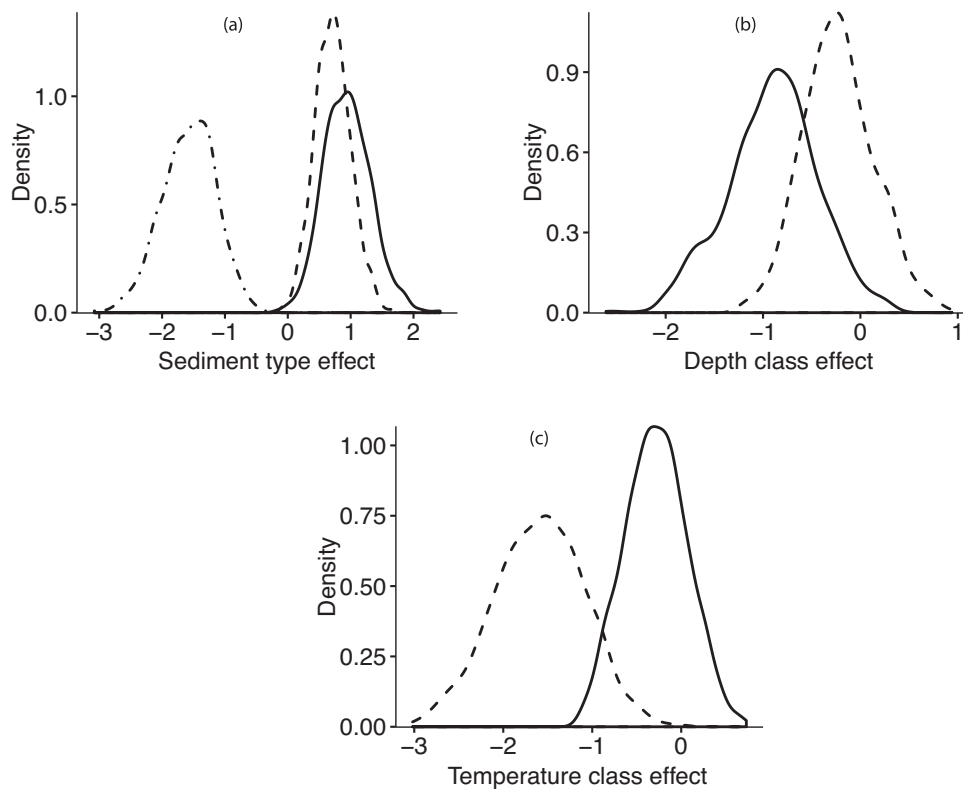 (a)
Density
1.0
0.5
0.0
−3 −2 −1 0 1 2
Sediment type effect
(b)
Density
0.9
0.6
0.3
0.0
−2 −1 0 1
Depth class effect
(c)
Density
1.00
0.75
0.50
0.25
0.00
−3 −2 −1 0
Temperature class effect